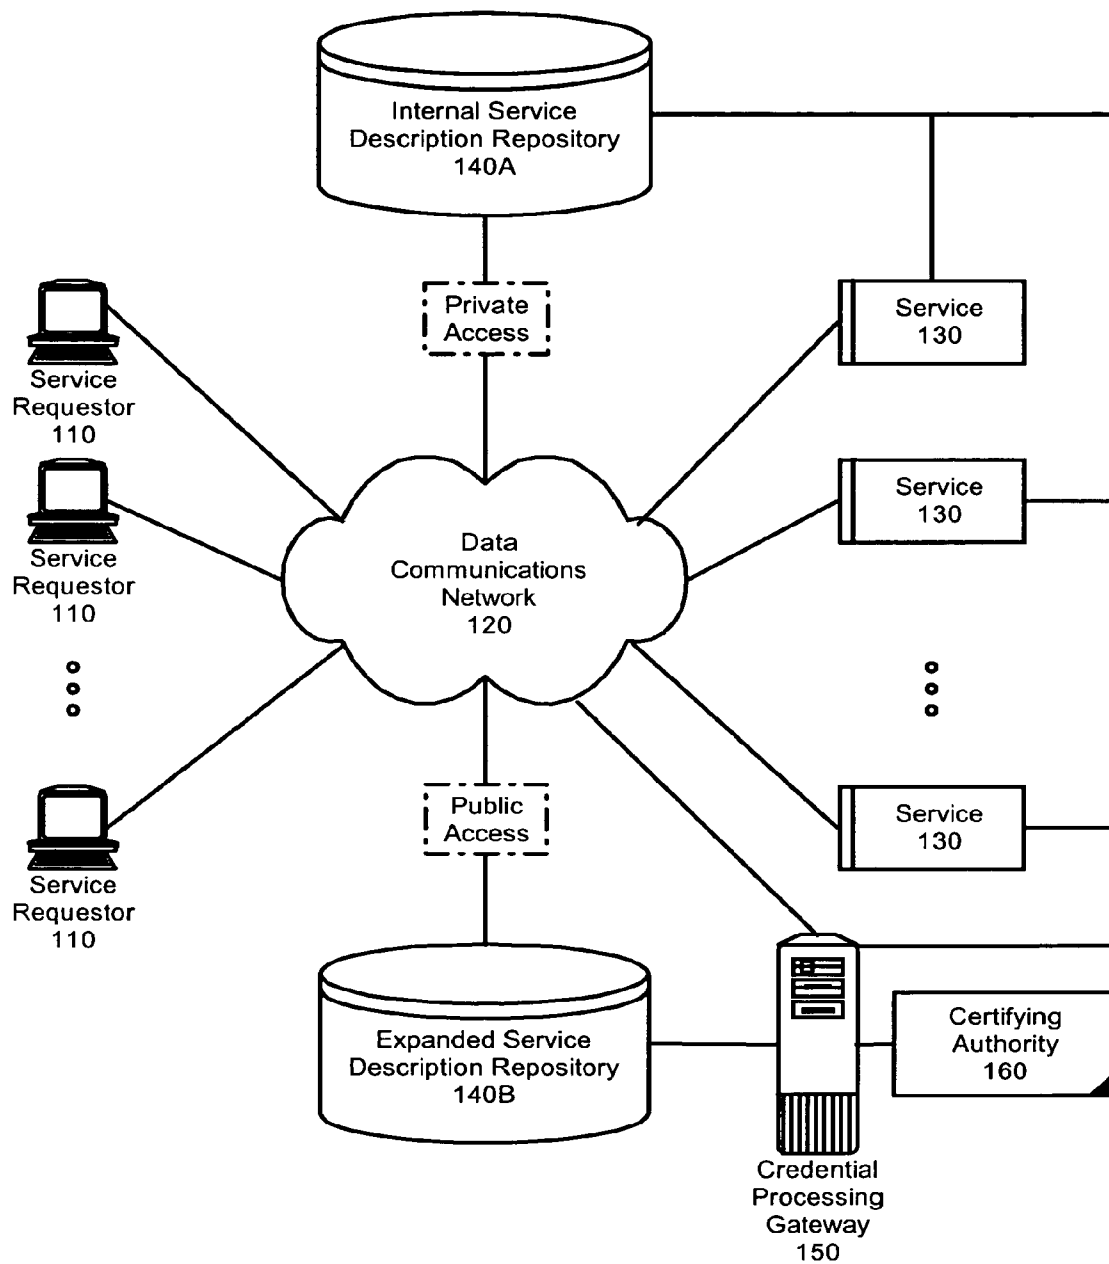 Internal Service
Description Repository
140A
Private
Access
Service
130
Service
Requestor
110
Service
130
Service
Requestor
110
Data
Communications
Network
120
Public
Access
Service
130
Service
Requestor
110
Expanded Service
Description Repository
140B
Certifying
Authority
160
Credential
Processing
Gateway
150